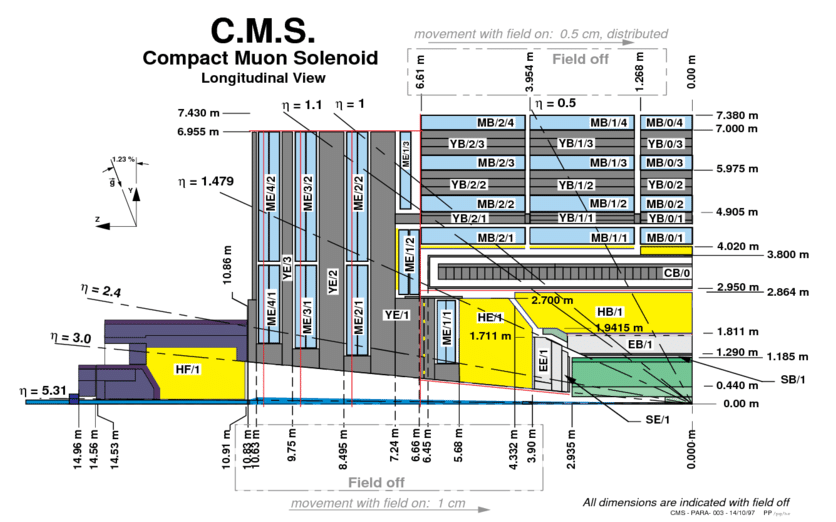 C.M.S.
Compact Muon Solenoid
Longitudinal View
movement with field on: 0.5 cm, distributed
Field off
6.61 m
3.954 m
1.268 m
0.00 m
η = 1.1
η = 1
η = 0.5
7.430 m
6.955 m
7.380 m
7.000 m
5.975 m
4.905 m
4.020 m
3.800 m
2.950 m
2.864 m
1.811 m
1.290 m
1.185 m
0.440 m
0.00 m
MB/2/4
MB/1/4
MB/0/4
YB/2/3
YB/1/3
YB/0/3
MB/2/3
MB/1/3
MB/0/3
YB/2/2
YB/1/2
YB/0/2
MB/2/2
MB/1/2
MB/0/2
YB/2/1
YB/1/1
YB/0/1
MB/2/1
MB/1/1
MB/0/1
CB/0
1.23 %
g
Y
Z
η = 1.479
ME/4/2
ME/3/2
ME/2/2
ME/1/3
ME/1/2
YE/3
YE/2
YE/1
ME/4/1
ME/3/1
ME/2/1
ME/1/1
10.86 m
η = 2.4
η = 3.0
η = 5.31
HF/1
HE/1
HB/1
2.700 m
1.711 m
1.9415 m
EB/1
EE/1
SB/1
SE/1
14.96 m
14.56 m
14.53 m
10.91 m
10.83 m
10.63 m
9.75 m
8.495 m
7.24 m
6.66 m
6.45 m
5.68 m
4.332 m
3.90 m
2.935 m
0.000 m
Field off
movement with field on: 1 cm
All dimensions are indicated with field off
CMS - PARA- 003 - 14/10/97 PP